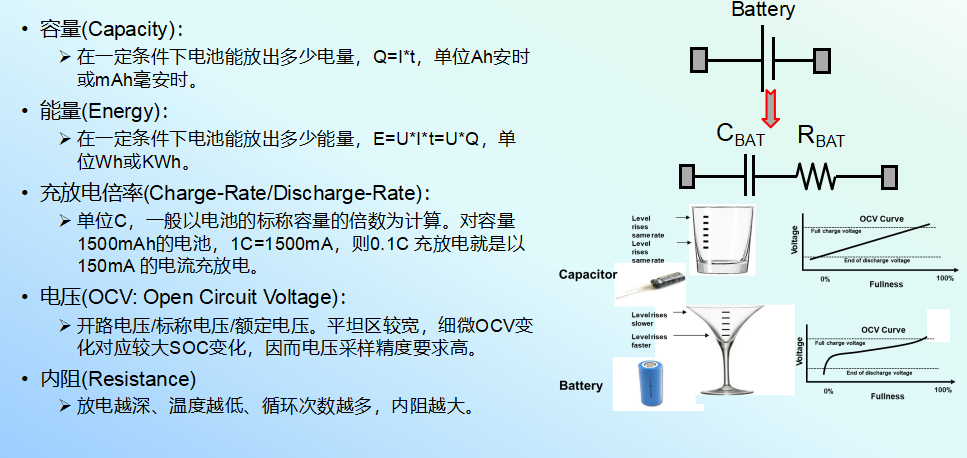 • 容量(Capacity)：
➢ 在一定条件下电池能放出多少电量，Q=I*t，单位Ah安时
或mAh毫安时。
• 能量(Energy)：
➢ 在一定条件下电池能放出多少能量，E=U*I*t=U*Q，单
位Wh或KWh。
• 充放电倍率(Charge-Rate/Discharge-Rate)：
➢ 单位C，一般以电池的标称容量的倍数为计算。对容量
1500mAh的电池，1C=1500mA，则0.1C 充放电就是以
150mA 的电流充放电。
• 电压(OCV: Open Circuit Voltage)：
➢ 开路电压/标称电压/额定电压。平坦区较宽，细微OCV变
化对应较大SOC变化，因而电压采样精度要求高。
• 内阻(Resistance)
➢ 放电越深、温度越低、循环次数越多，内阻越大。
Battery
CBAT
RBAT
Level
rises
same rate
Level
rises
same rate
Capacitor
OCV Curve
Full charge voltage
Voltage
End of discharge voltage
0%
100%
Fullness
Level rises
slower
Level rises
faster
Battery
OCV Curve
Full charge voltage
Voltage
End of discharge voltage
0%
100%
Fullness